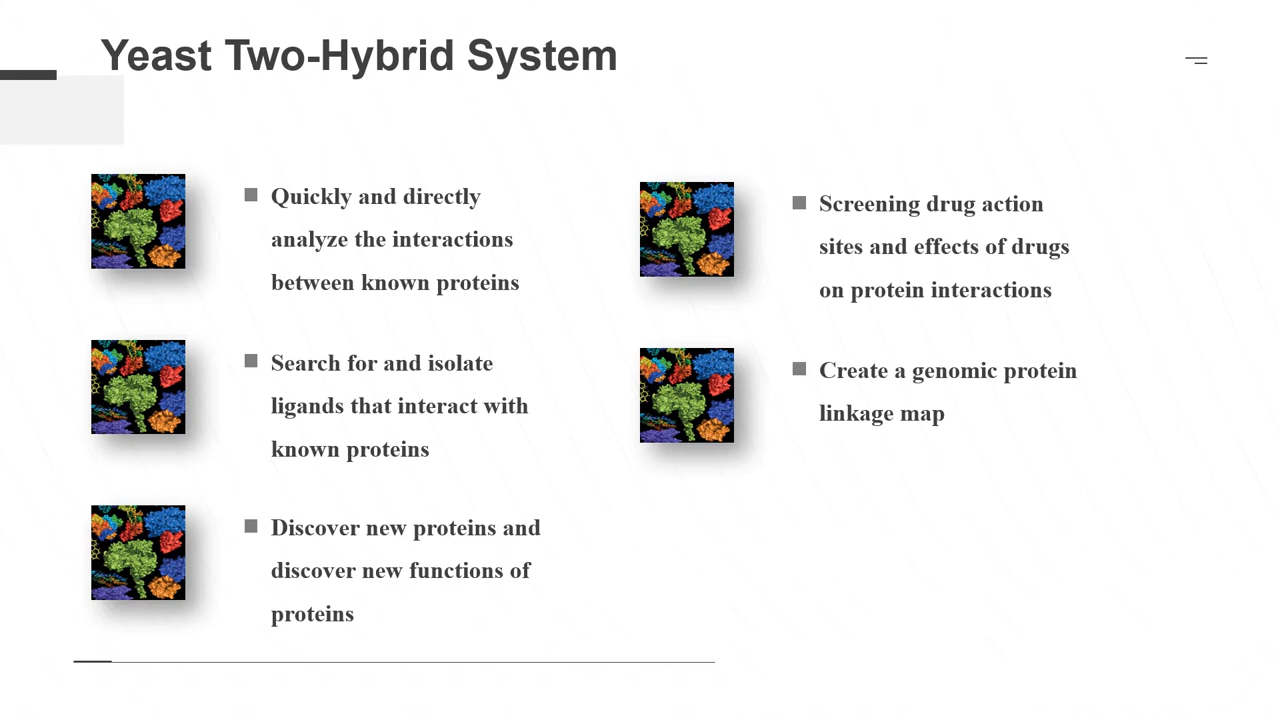 Yeast Two-Hybrid System
Quickly and directly
analyze the interactions
between known proteins
Search for and isolate
ligands that interact with
known proteins
Discover new proteins and
discover new functions of
proteins
Screening drug action
sites and effects of drugs
on protein interactions
Create a genomic protein
linkage map